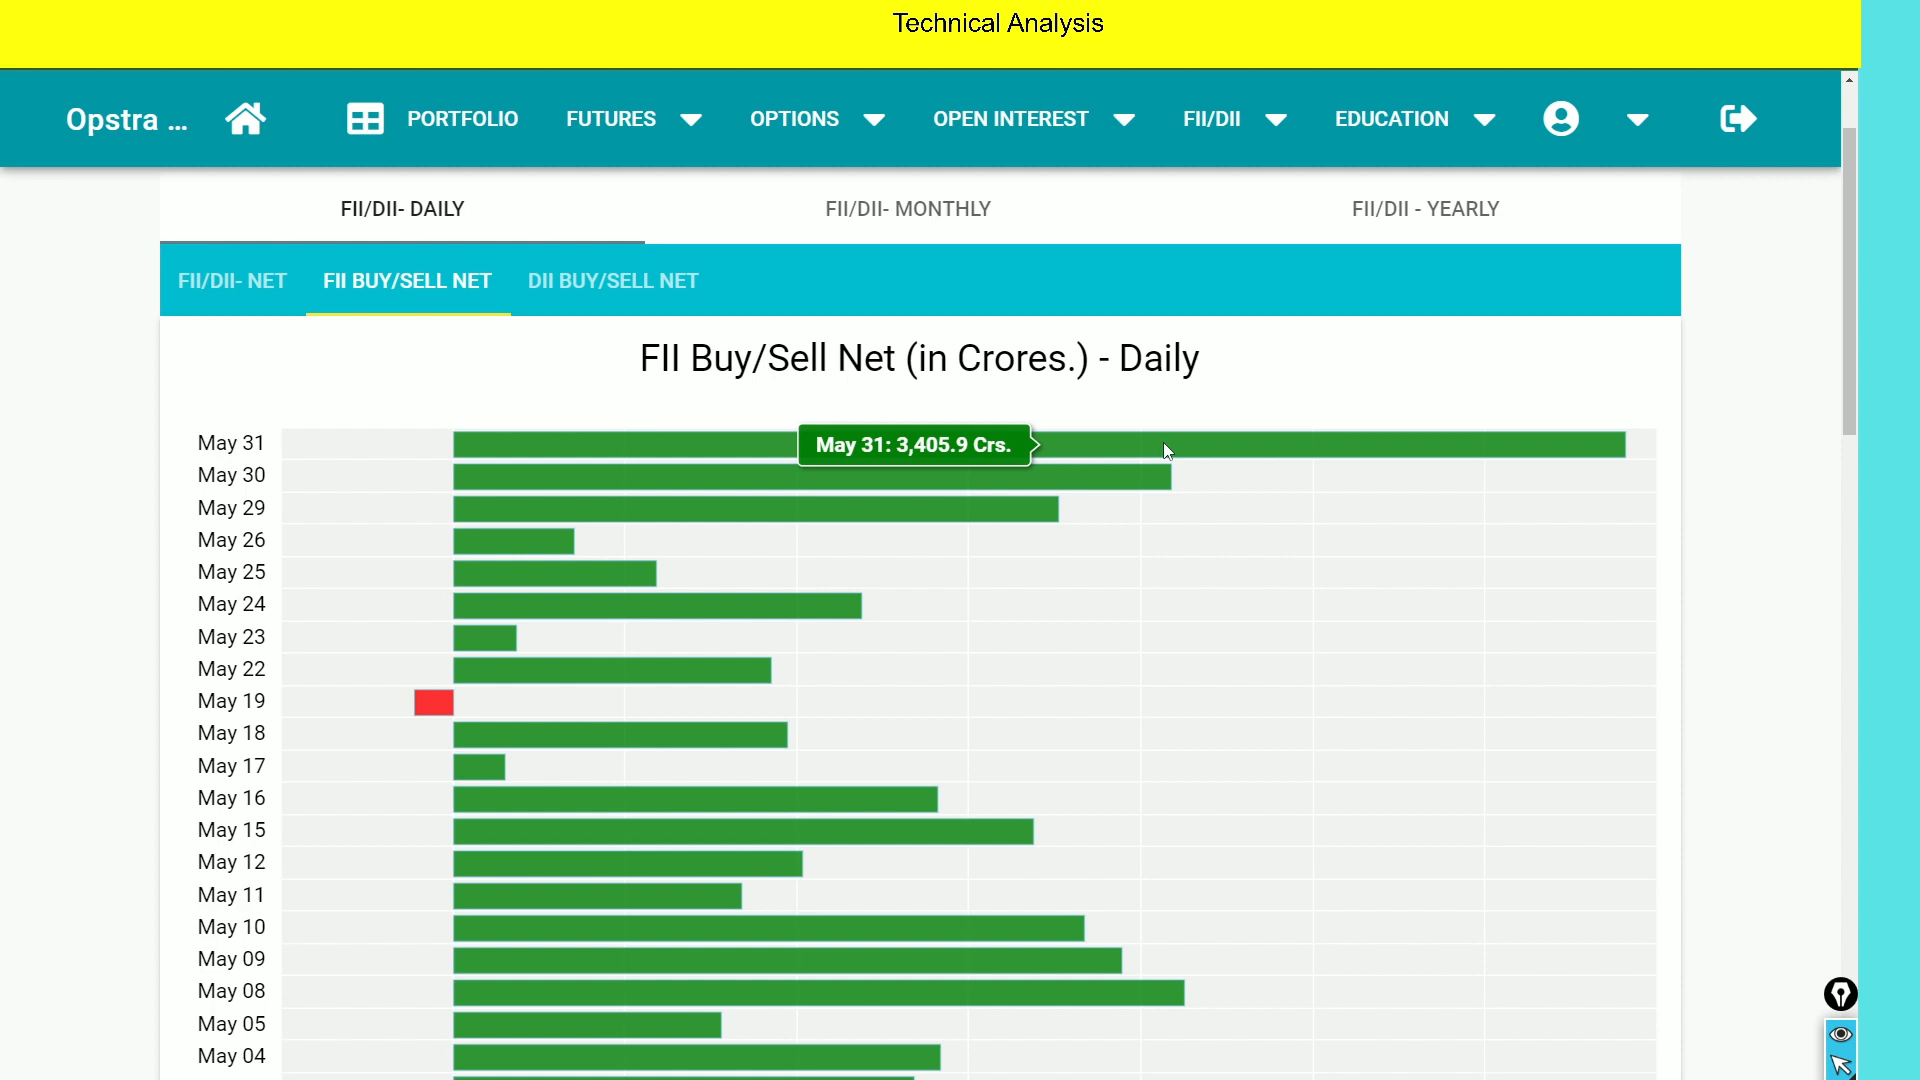 Technical Analysis
Opstra ...
PORTFOLIO
FUTURES
OPTIONS
OPEN INTEREST
FII/DII
EDUCATION
FII/DII- DAILY
FII/DII- MONTHLY
FII/DII - YEARLY
FII/DII- NET
FII BUY/SELL NET
DII BUY/SELL NET
FII Buy/Sell Net (in Crores.) - Daily
May 31
May 31: 3,405.9 Crs.
May 30
May 29
May 26
May 25
May 24
May 23
May 22
May 19
May 18
May 17
May 16
May 15
May 12
May 11
May 10
May 09
May 08
May 05
May 04